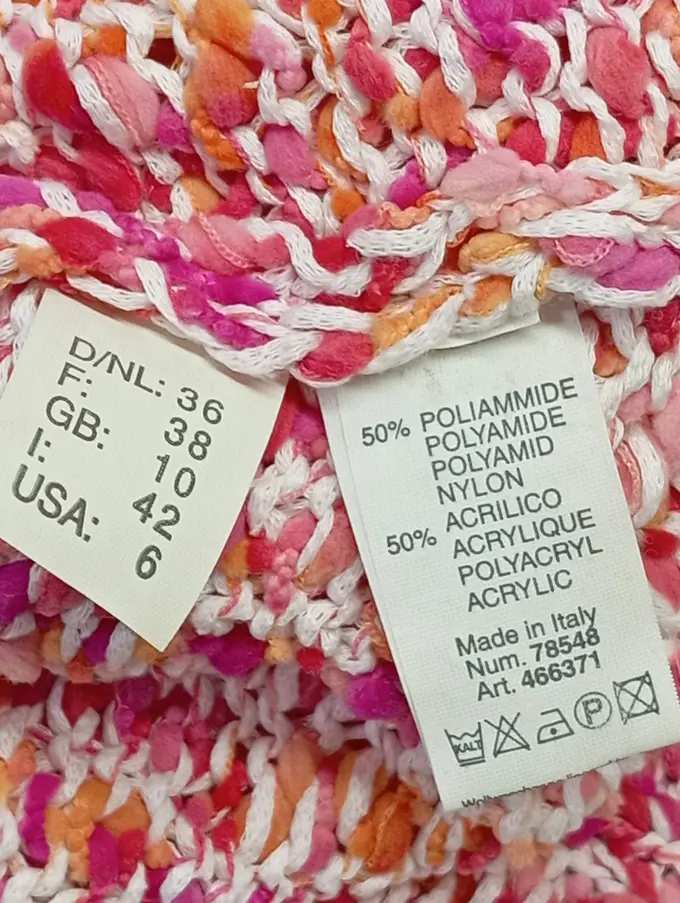 D/NL: 36
F: 38
GB: 10
I: 42
USA: 6
50% POLIAMMIDE
POLYAMIDE
POLYAMID
NYLON
50% ACRILICO
ACRYLIQUE
POLYACRYL
ACRYLIC
Made in Italy
Num. 78548
Art. 466371
KALT P